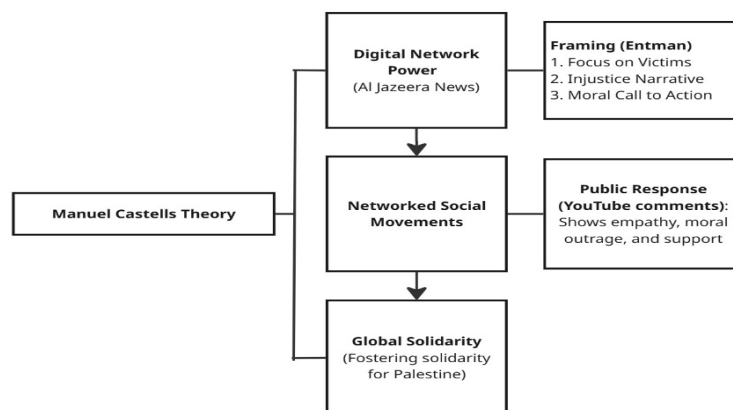 Manuel Castells Theory
Digital Network
Power
(Al Jazeera News)
Framing (Entman)
1. Focus on Victims
2. Injustice Narrative
3. Moral Call to Action
Networked Social
Movements
Public Response
(YouTube comments):
Shows empathy, moral
outrage, and support
Global Solidarity
(Fostering solidarity
for Palestine)